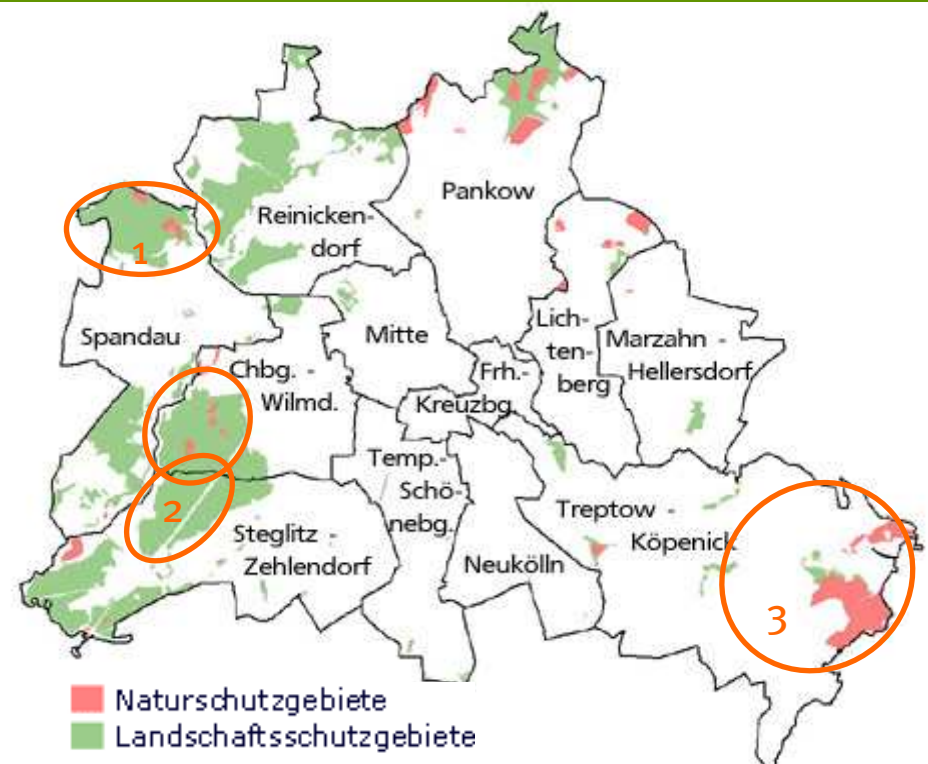 Pankow
Reinicken-
dorf
1
Spandau
Mitte
Lich-
ten-
berg
Marzahn -
Hellersdorf
Chbg. -
Wilmd.
Frh.-
Kreuzbg.
Temp.-
Schö-
nebg.
2
Steglitz -
Zehlendorf
Neukölln
Treptow -
Köpenick
3
Naturschutzgebiete
Landschaftsschutzgebiete